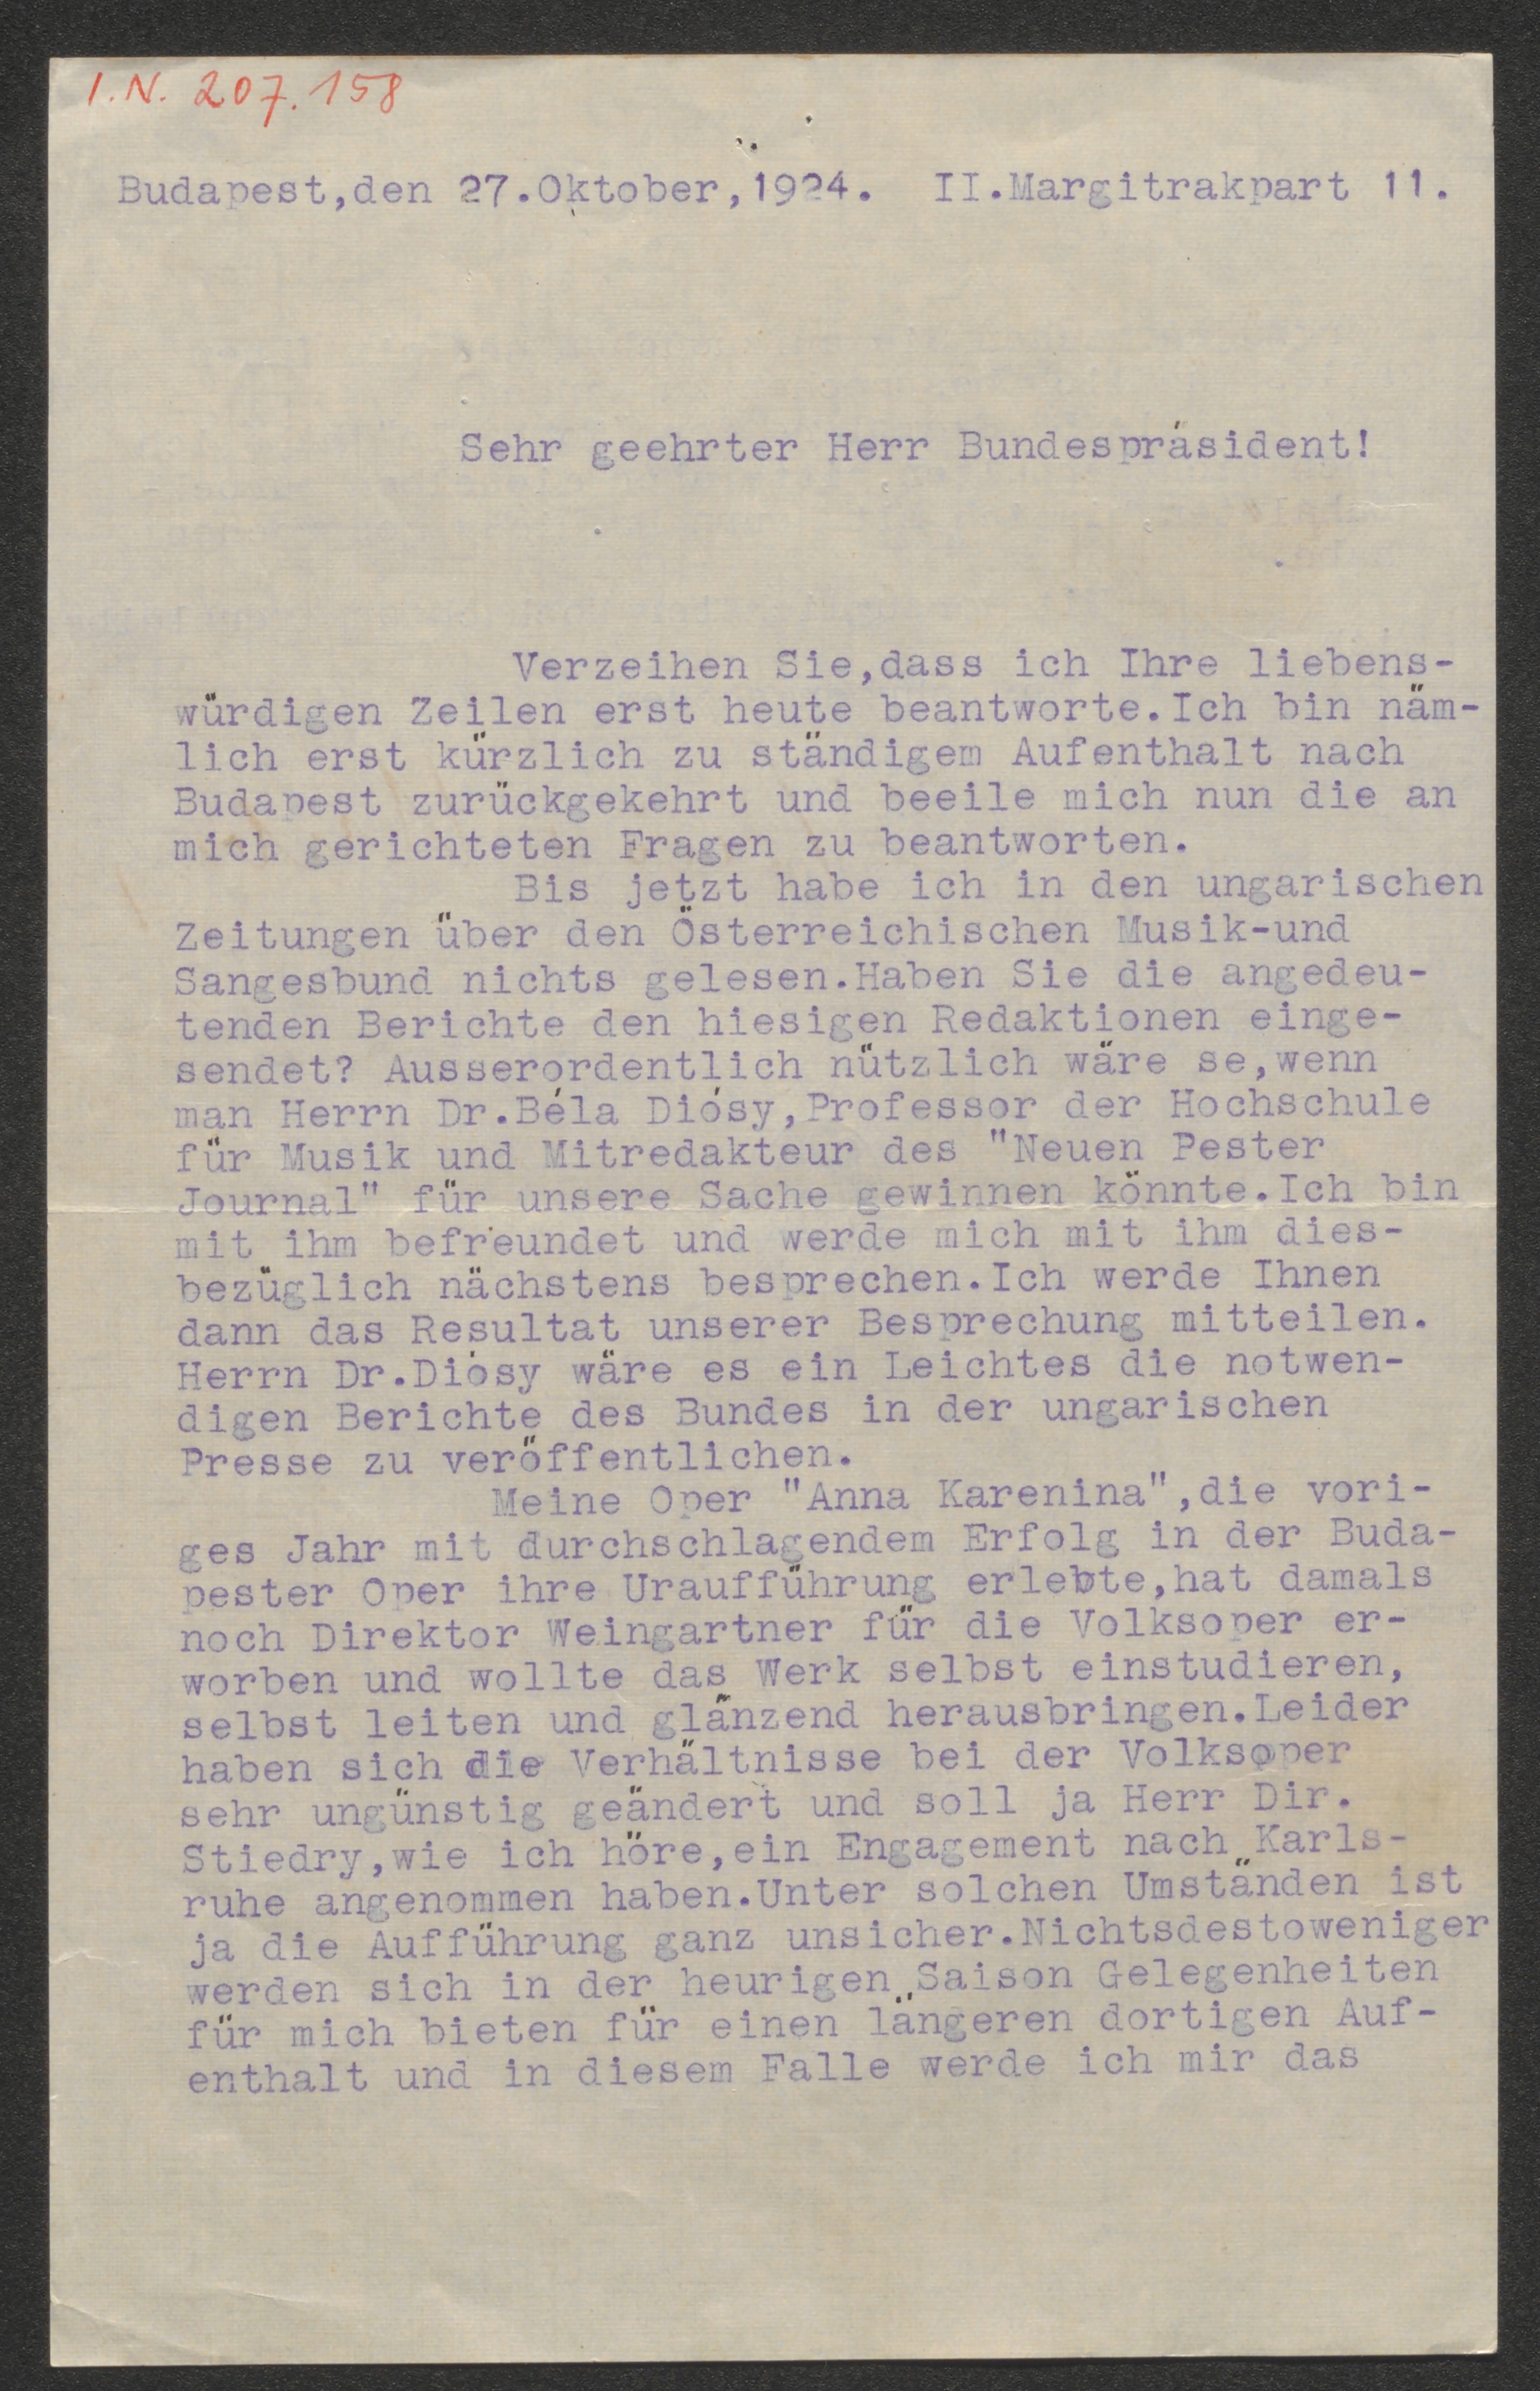 I.N. 207.158
Budapest,den 27.Oktober,1924. II.Margitrakpart 11.
Sehr geehrter Herr Bundespräsident!
Verzeihen Sie,dass ich Ihre liebens-
würdigen Zeilen erst heute beantworte.Ich bin näm-
lich erst kürzlich zu ständigem Aufenthalt nach
Budapest zurückgekehrt und beeile mich nun die an
mich gerichteten Fragen zu beantworten.
Bis jetzt habe ich in den ungarischen
Zeitungen über den Österreichischen Musik-und
Sangesbund nichts gelesen.Haben Sie die angedeu-
tenden Berichte den hiesigen Redaktionen einge-
sendet? Ausserordentlich nützlich wäre se,wenn
man Herrn Dr.Béla Diósy,Professor der Hochschule
für Musik und Mitredakteur des "Neuen Pester
Journal" für unsere Sache gewinnen könnte.Ich bin
mit ihm befreundet und werde mich mit ihm dies-
bezüglich nächstens besprechen.Ich werde Ihnen
dann das Resultat unserer Besprechung mitteilen.
Herrn Dr.Diósy wäre es ein Leichtes die notwen-
digen Berichte des Bundes in der ungarischen
Presse zu veröffentlichen.
Meine Oper "Anna Karenina",die vori-
ges Jahr mit durchschlagendem Erfolg in der Buda-
pester Oper ihre Uraufführung erlebte,hat damals
noch Direktor Weingartner für die Volksoper er-
worben und wollte das Werk selbst einstudieren,
selbst leiten und glänzend herausbringen.Leider
haben sich die Verhältnisse bei der Volksoper
sehr ungünstig geändert und soll ja Herr Dir.
Stiedry,wie ich höre,ein Engagement nach Karls-
ruhe angenommen haben.Unter solchen Umständen ist
ja die Aufführung ganz unsicher.Nichtsdestoweniger
werden sich in der heurigen Saison Gelegenheiten
für mich bieten für einen längeren dortigen Auf-
enthalt und in diesem Falle werde ich mir das